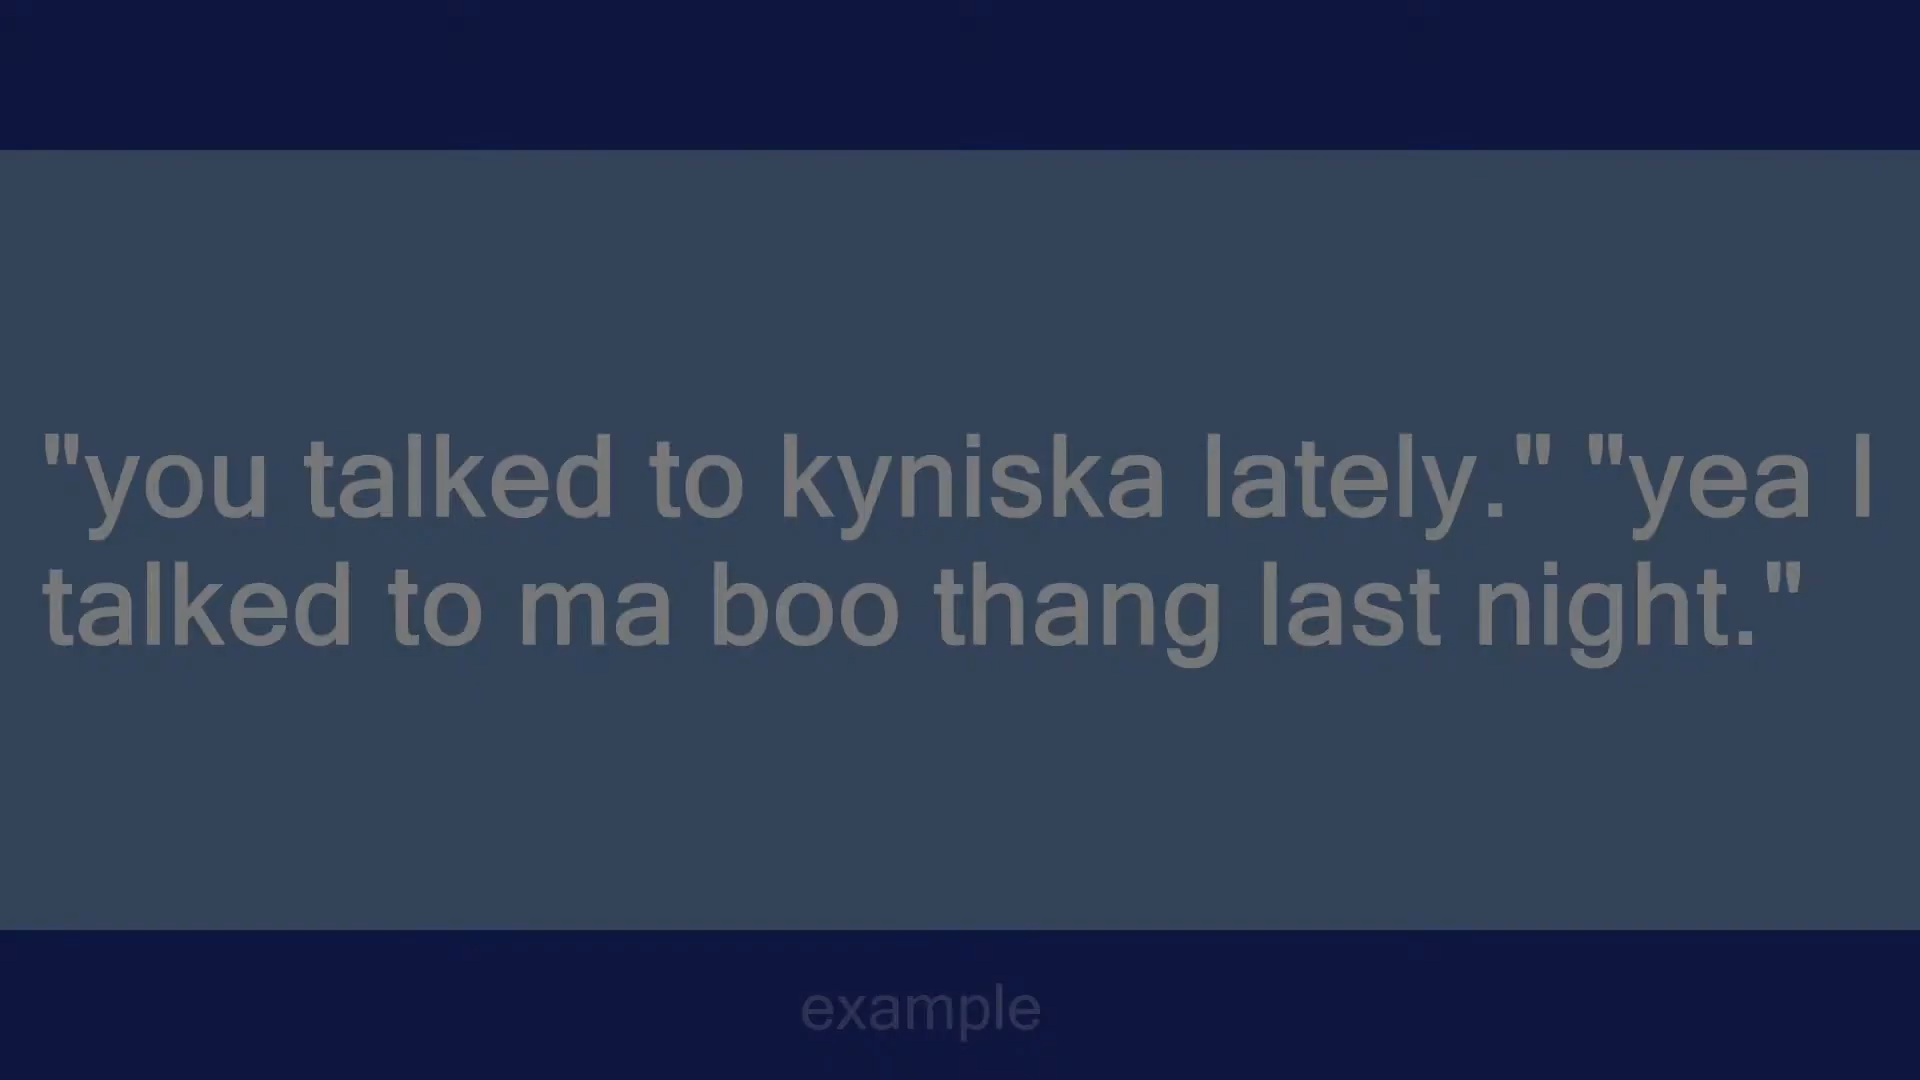 "you talked to kyniska lately." "yea I
talked to ma boo thang last night."
example